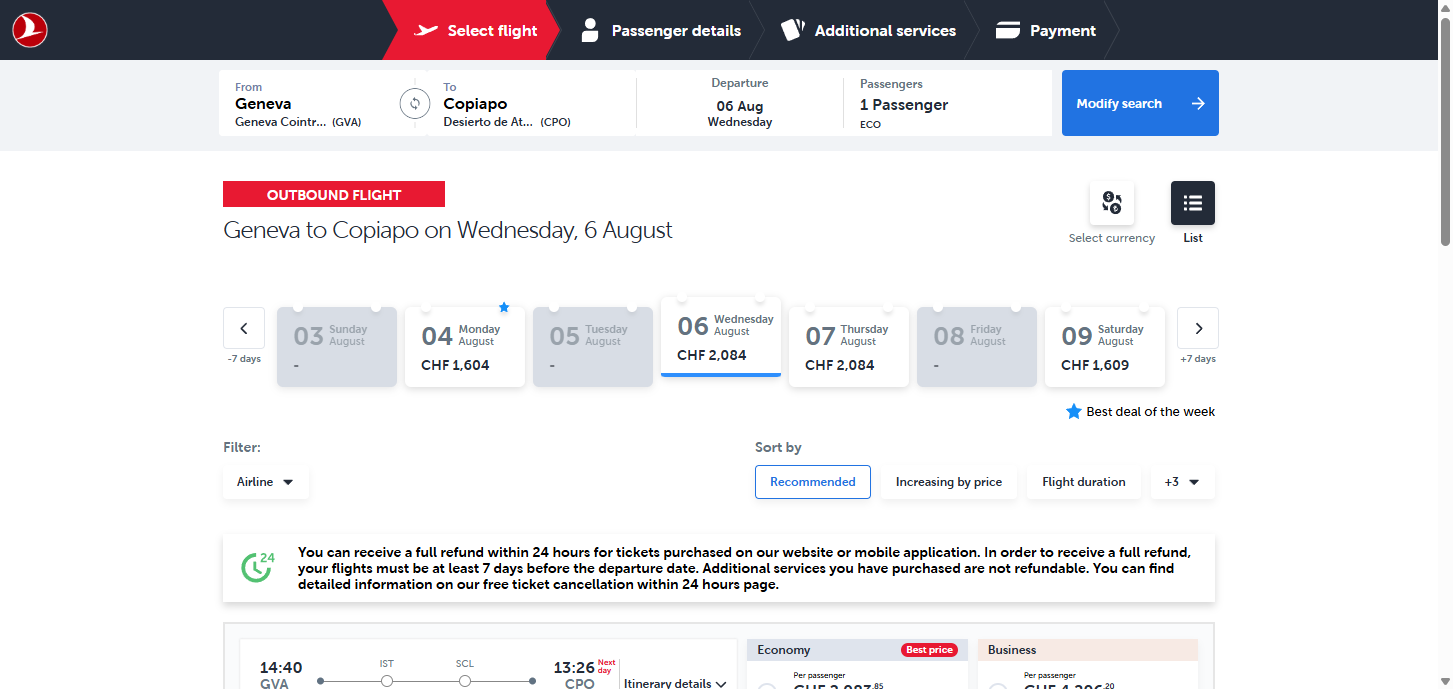 Select flight
Passenger details
Additional services
Payment
From
Geneva
Geneva Cointr... (GVA)
To
Copiapo
Desierto de At... (CPO)
Departure
06 Aug
Wednesday
Passengers
1 Passenger
ECO
Modify search
OUTBOUND FLIGHT
Geneva to Copiapo on Wednesday, 6 August
Select currency
List
-7 days
03 Sunday August
-
04 Monday August
CHF 1,604
05 Tuesday August
-
06 Wednesday August
CHF 2,084
07 Thursday August
CHF 2,084
08 Friday August
-
09 Saturday August
CHF 1,609
+7 days
Best deal of the week
Filter:
Airline
Sort by
Recommended
Increasing by price
Flight duration
+3
24
You can receive a full refund within 24 hours for tickets purchased on our website or mobile application. In order to receive a full refund,
your flights must be at least 7 days before the departure date. Additional services you have purchased are not refundable. You can find
detailed information on our free ticket cancellation within 24 hours page.
14:40
GVA
IST
SCL
13:26 Next day
CPO
Itinerary details
Economy
Best price
Per passenger
CHF 2,083.85
Business
Per passenger
CHF 4,206.20